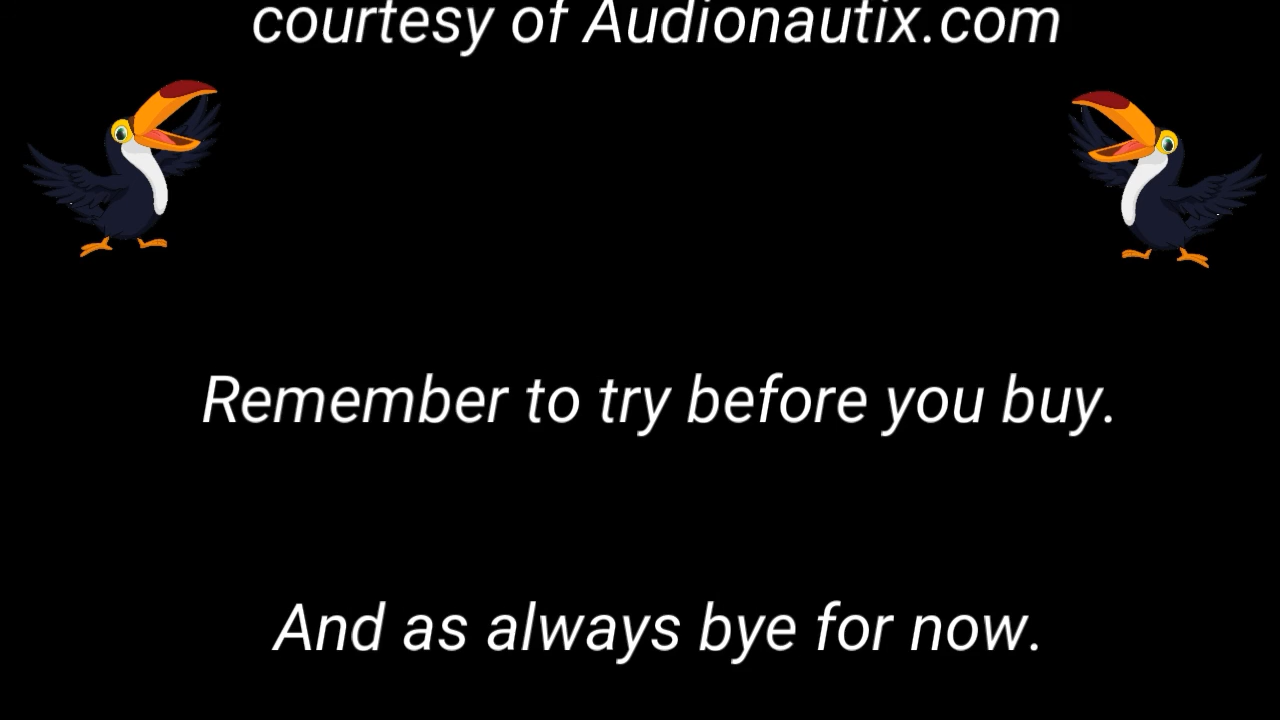 courtesy of Audionautix.com
Remember to try before you buy.
And as always bye for now.